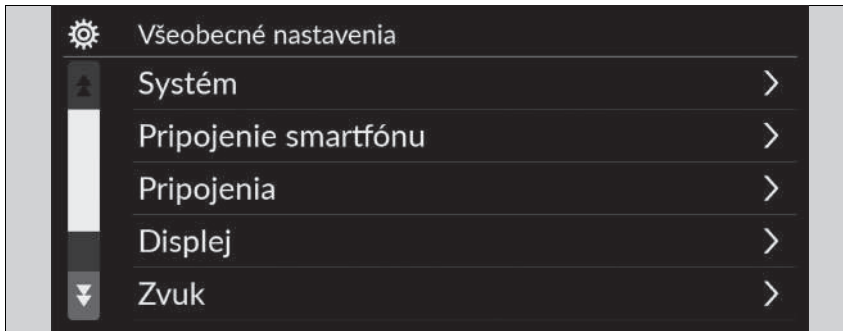 Všeobecné nastavenia
Systém
Pripojenie smartfónu
Pripojenia
Displej
Zvuk